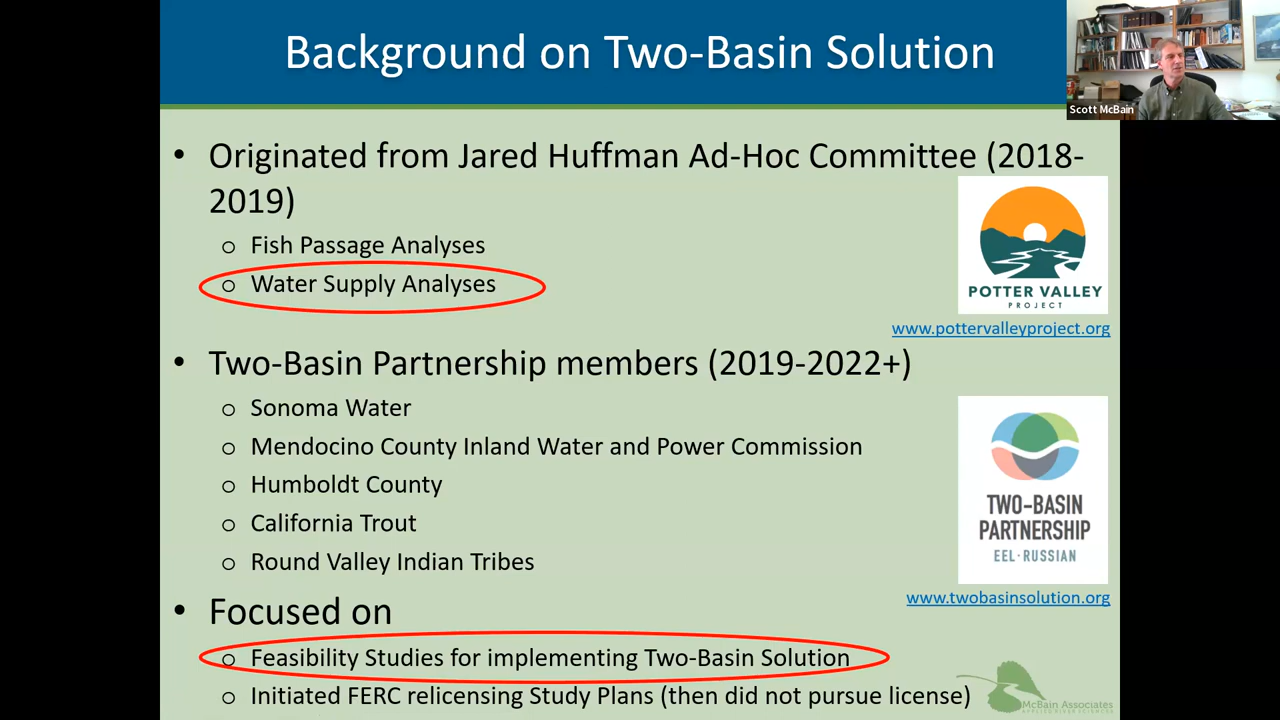 Background on Two-Basin Solution
Scott McBain
• Originated from Jared Huffman Ad-Hoc Committee (2018-
2019)
o Fish Passage Analyses
o Water Supply Analyses
POTTER VALLEY
PROJECT
www.pottervalleyproject.org
• Two-Basin Partnership members (2019-2022+)
o Sonoma Water
o Mendocino County Inland Water and Power Commission
o Humboldt County
o California Trout
o Round Valley Indian Tribes
TWO-BASIN
PARTNERSHIP
EEL·RUSSIAN
www.twobasinsolution.org
• Focused on
o Feasibility Studies for implementing Two-Basin Solution
o Initiated FERC relicensing Study Plans (then did not pursue license)
McBain Associates
APPLIED RIVER SCIENCES